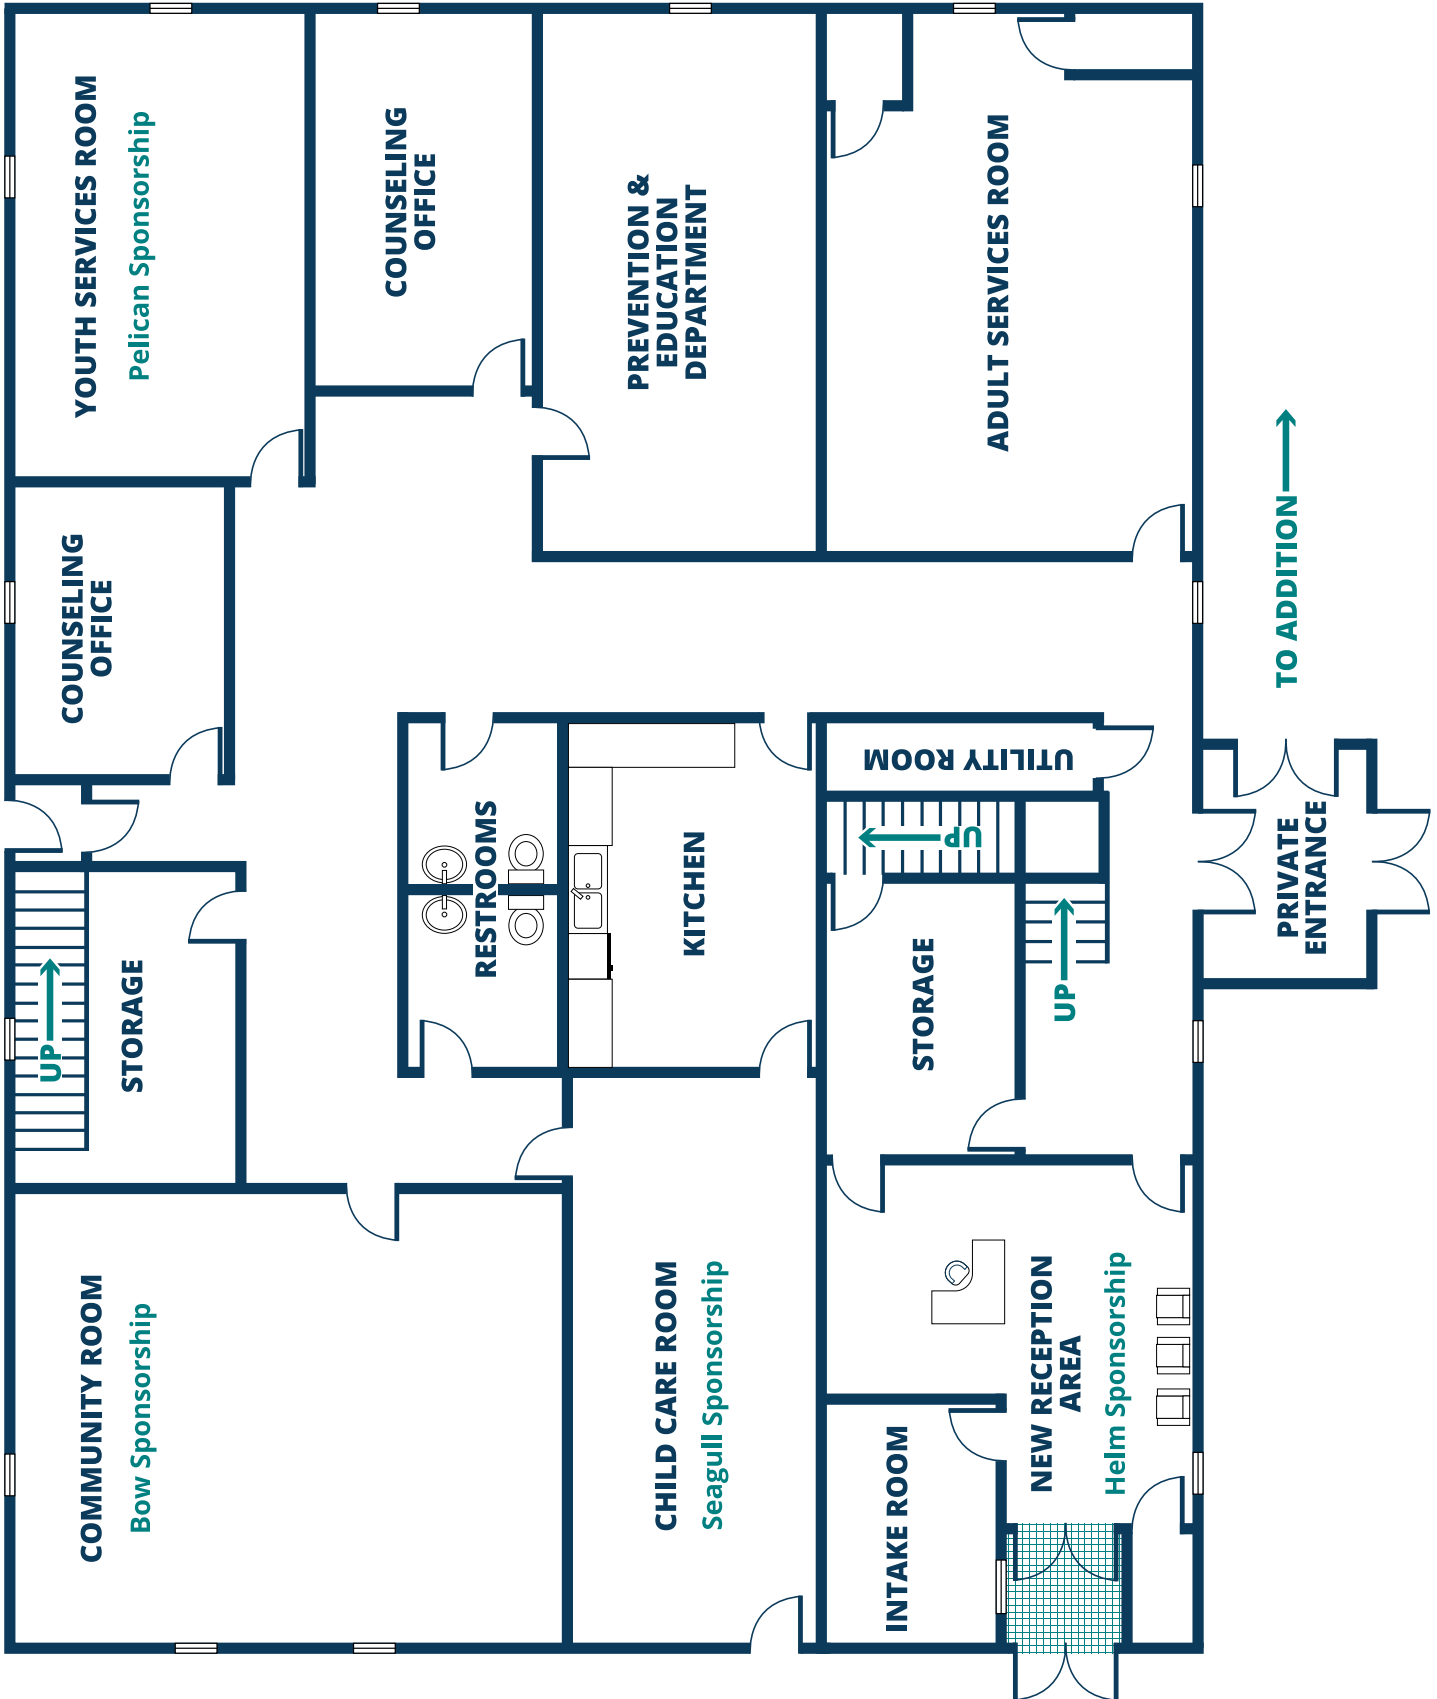 YOUTH SERVICES ROOM
Pelican Sponsorship
COUNSELING
OFFICE
PREVENTION &
EDUCATION
DEPARTMENT
ADULT SERVICES ROOM
COUNSELING
OFFICE
TO ADDITION
UTILITY ROOM
UP
RESTROOMS
KITCHEN
PRIVATE
ENTRANCE
UP
STORAGE
STORAGE
UP
COMMUNITY ROOM
Bow Sponsorship
CHILD CARE ROOM
Seagull Sponsorship
NEW RECEPTION
AREA
Helm Sponsorship
INTAKE ROOM